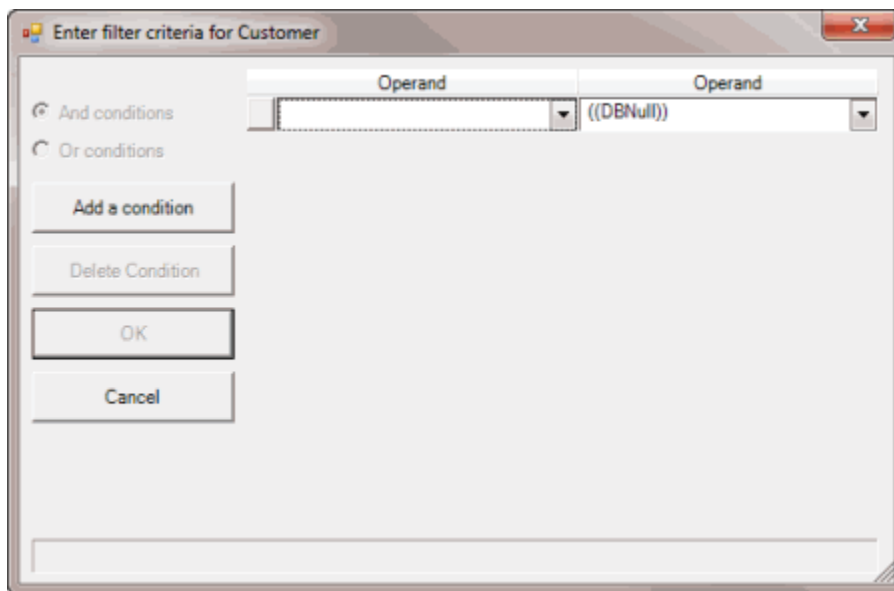 Enter filter criteria for Customer
Operand Operand
And conditions
((DBNull))
Or conditions
Add a condition
Delete Condition
OK
Cancel